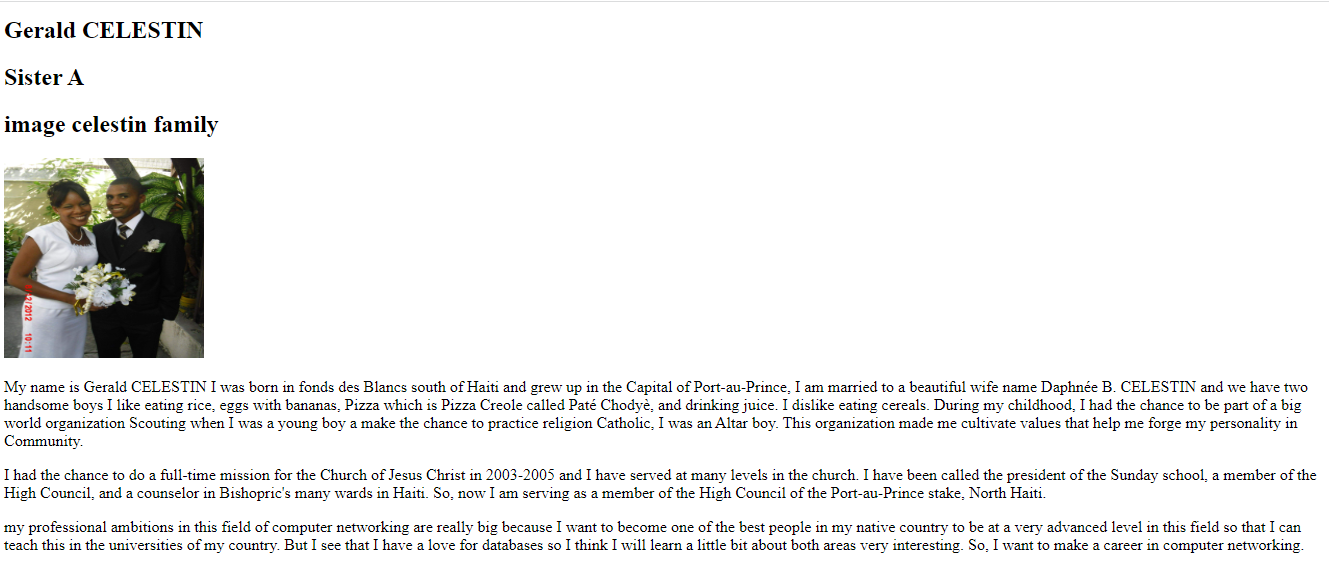 Gerald CELESTIN
Sister A
image celestin family
2/2012 10:11
My name is Gerald CELESTIN I was born in fonds des Blancs south of Haiti and grew up in the Capital of Port-au-Prince, I am married to a beautiful wife name Daphnée B. CELESTIN and we have two
handsome boys I like eating rice, eggs with bananas, Pizza which is Pizza Creole called Paté Chodyè, and drinking juice. I dislike eating cereals. During my childhood, I had the chance to be part of a big
world organization Scouting when I was a young boy a make the chance to practice religion Catholic, I was an Altar boy. This organization made me cultivate values that help me forge my personality in
Community.
I had the chance to do a full-time mission for the Church of Jesus Christ in 2003-2005 and I have served at many levels in the church. I have been called the president of the Sunday school, a member of the
High Council, and a counselor in Bishopric's many wards in Haiti. So, now I am serving as a member of the High Council of the Port-au-Prince stake, North Haiti.
my professional ambitions in this field of computer networking are really big because I want to become one of the best people in my native country to be at a very advanced level in this field so that I can
teach this in the universities of my country. But I see that I have a love for databases so I think I will learn a little bit about both areas very interesting. So, I want to make a career in computer networking.